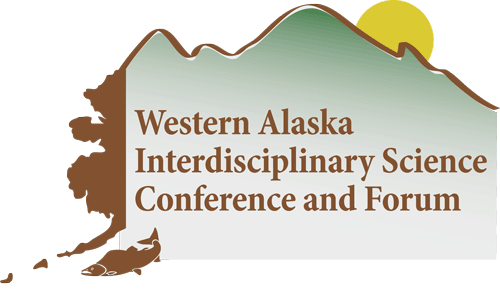 Western Alaska
Interdisciplinary Science
Conference and Forum